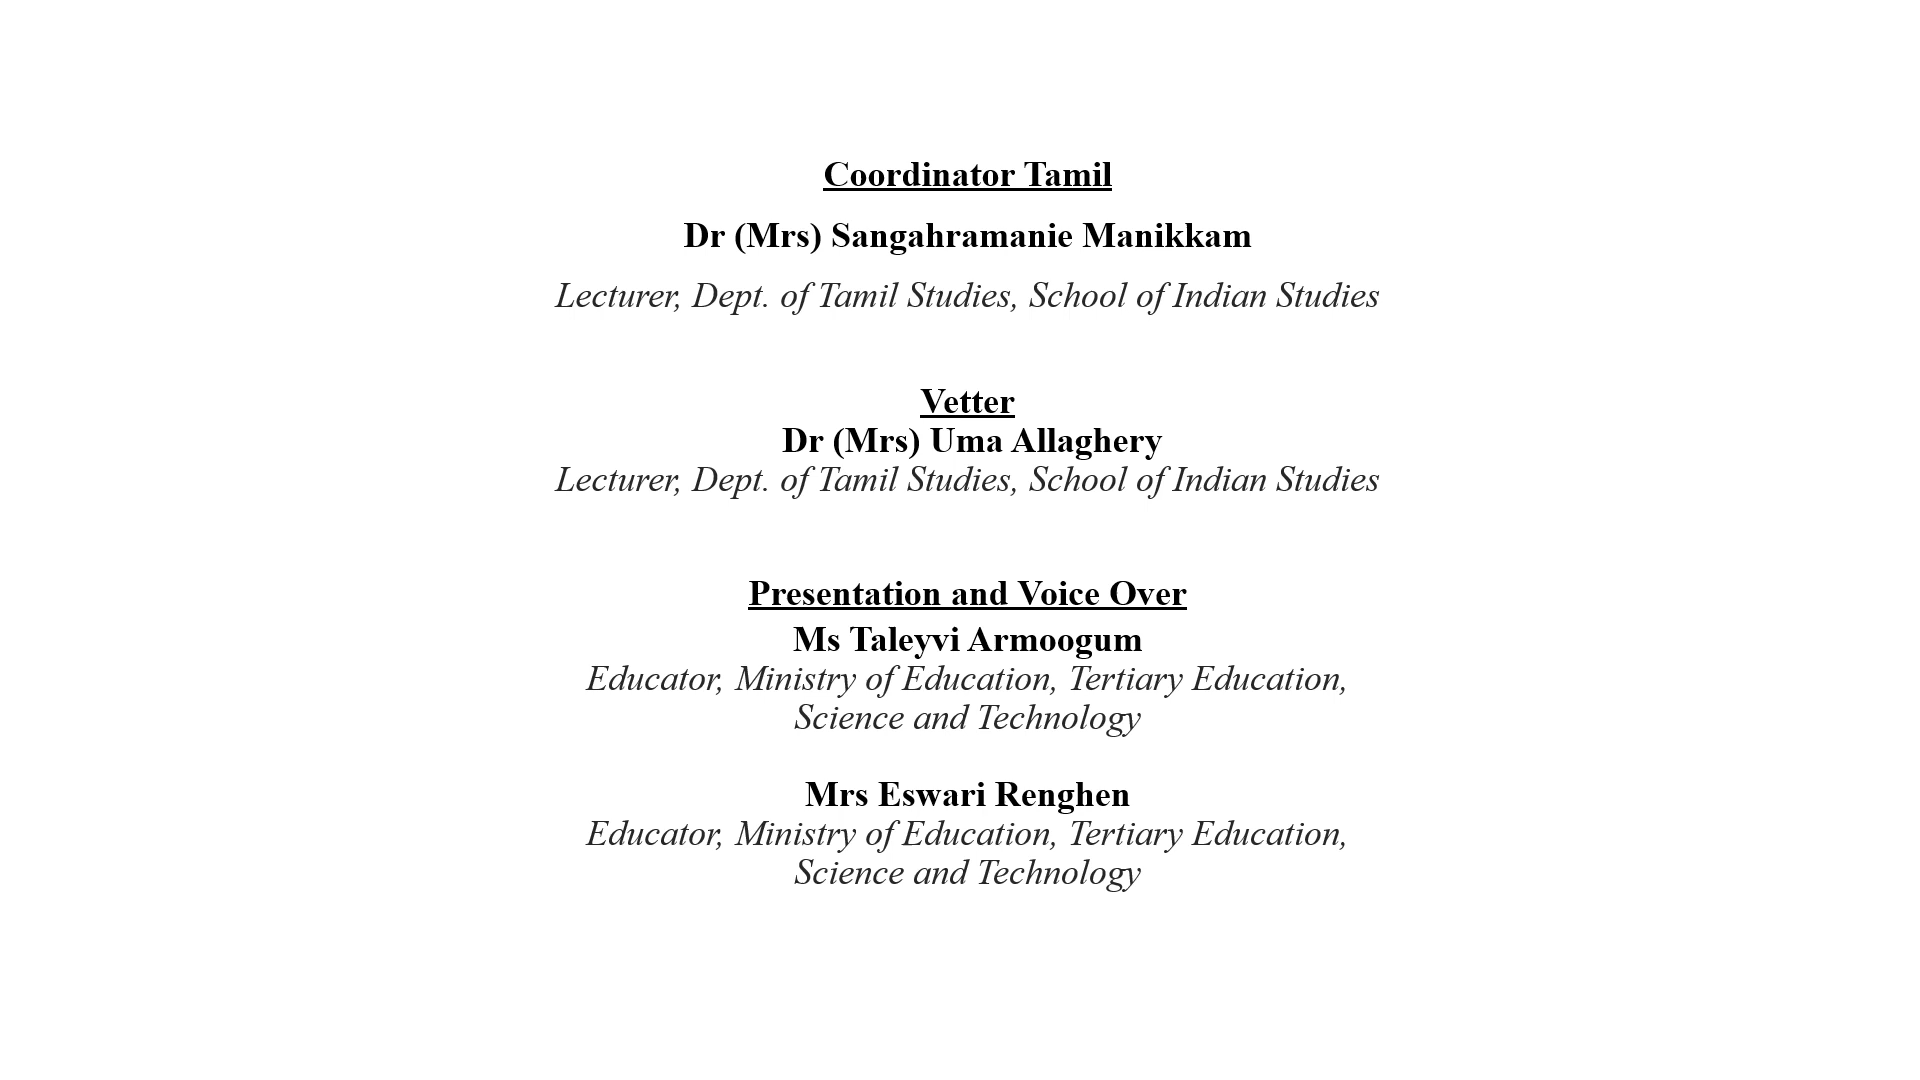 Coordinator Tamil
Dr (Mrs) Sangahramanie Manikkam
Lecturer, Dept. of Tamil Studies, School of Indian Studies
Vetter
Dr (Mrs) Uma Allaghery
Lecturer, Dept. of Tamil Studies, School of Indian Studies
Presentation and Voice Over
Ms Taleyvi Armoogum
Educator, Ministry of Education, Tertiary Education,
Science and Technology
Mrs Eswari Renghen
Educator, Ministry of Education, Tertiary Education,
Science and Technology